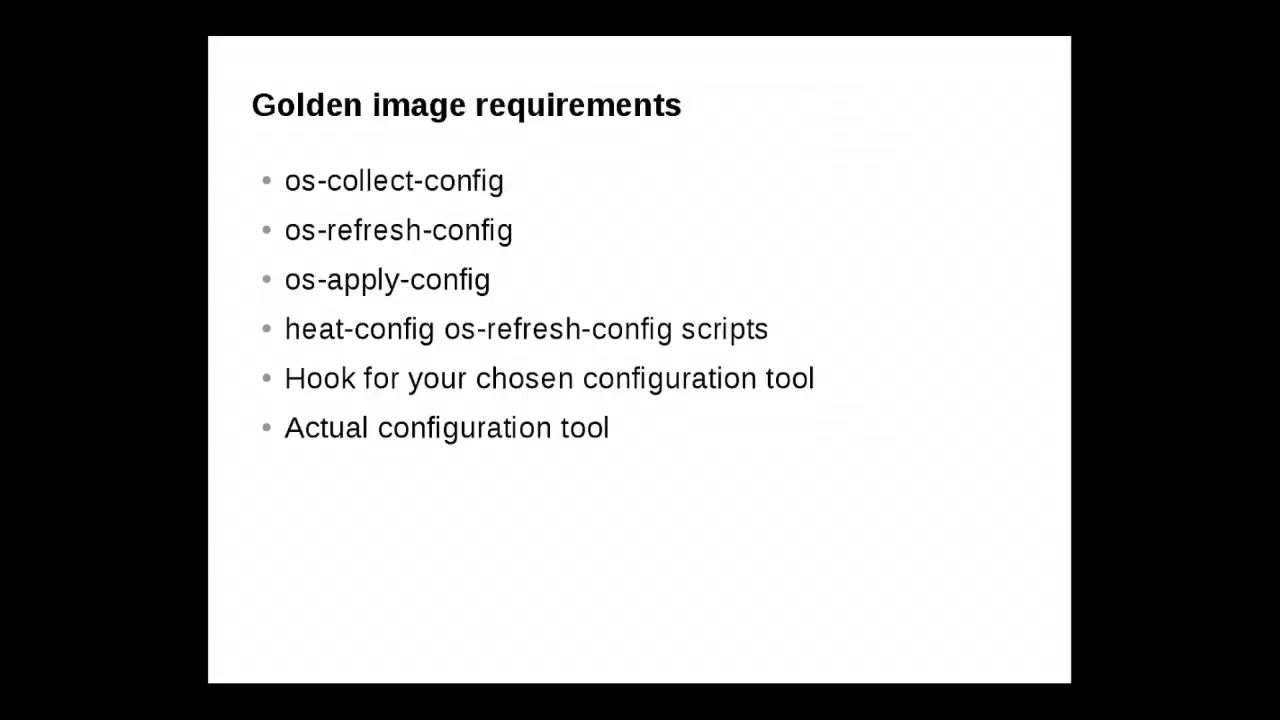 Golden image requirements
• os-collect-config
• os-refresh-config
• os-apply-config
• heat-config os-refresh-config scripts
• Hook for your chosen configuration tool
• Actual configuration tool